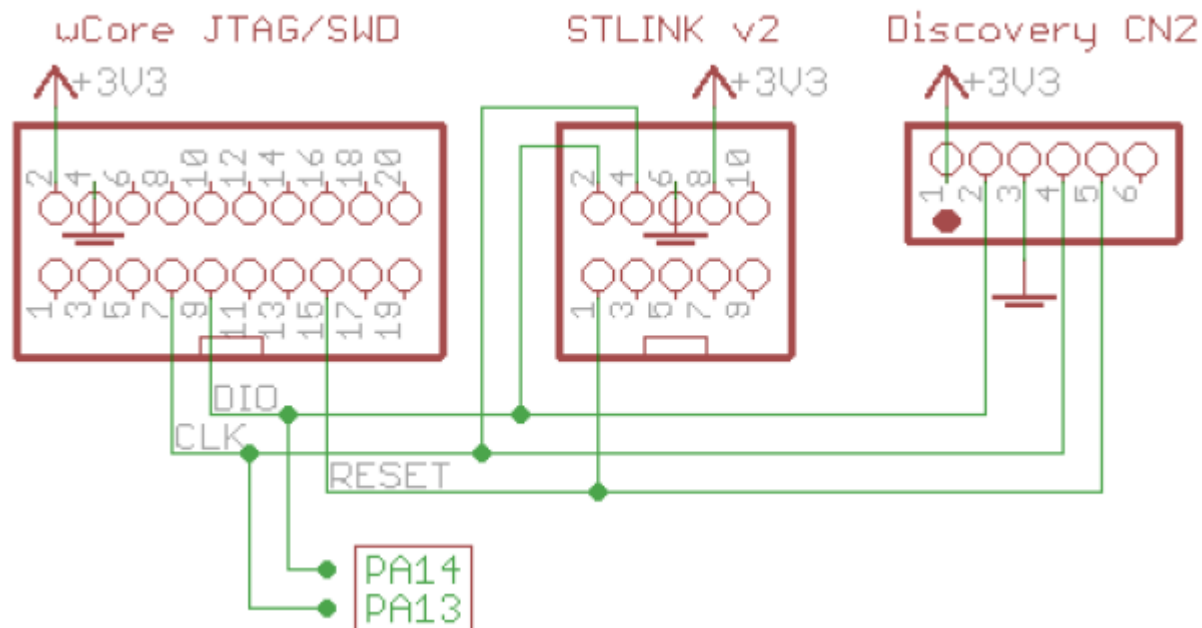 wCore JTAG/SWD
STLINK v2
Discovery CN2
+3V3
+3V3
+3V3
2 4 6 8 10 12 14 16 18 20
1 3 5 7 9 11 13 15 17 19
2 4 6 8 10
1 3 5 7 9
1 2 3 4 5 6
DIO
CLK
RESET
PA14
PA13